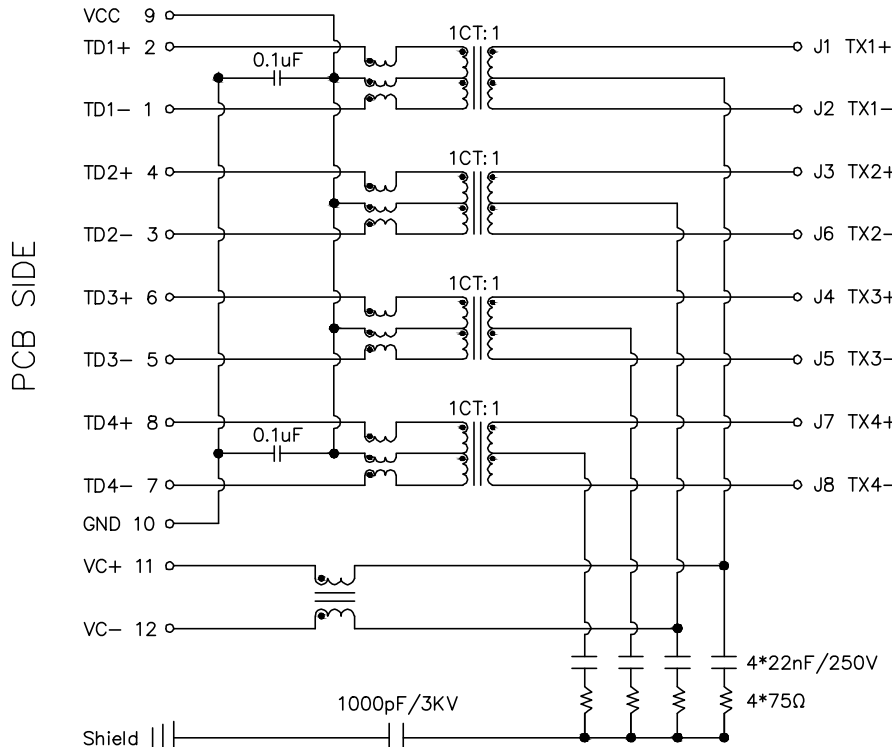 VCC 9
TD1+ 2
0.1uF
1CT:1
J1 TX1+
TD1- 1
J2 TX1-
TD2+ 4
1CT:1
J3 TX2+
TD2- 3
J6 TX2-
PCB SIDE
TD3+ 6
1CT:1
J4 TX3+
TD3- 5
J5 TX3-
TD4+ 8
0.1uF
1CT:1
J7 TX4+
TD4- 7
J8 TX4-
GND 10
VC+ 11
VC- 12
4*22nF/250V
4*75Ω
1000pF/3KV
Shield